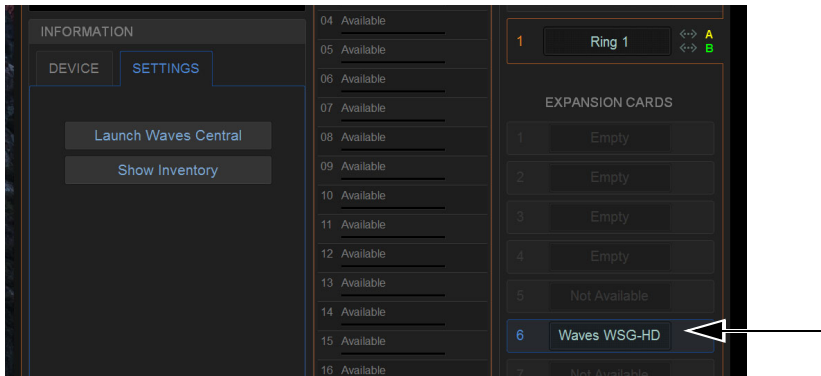 INFORMATION
DEVICE SETTINGS
Launch Waves Central
Show Inventory
04 Available
05 Available
06 Available
07 Available
08 Available
09 Available
10 Available
11 Available
12 Available
13 Available
14 Available
15 Available
16 Available
1 Ring 1 A
B
EXPANSION CARDS
1 Empty
2 Empty
3 Empty
4 Empty
5 Not Available
6 Waves WSG-HD
7 Not Available